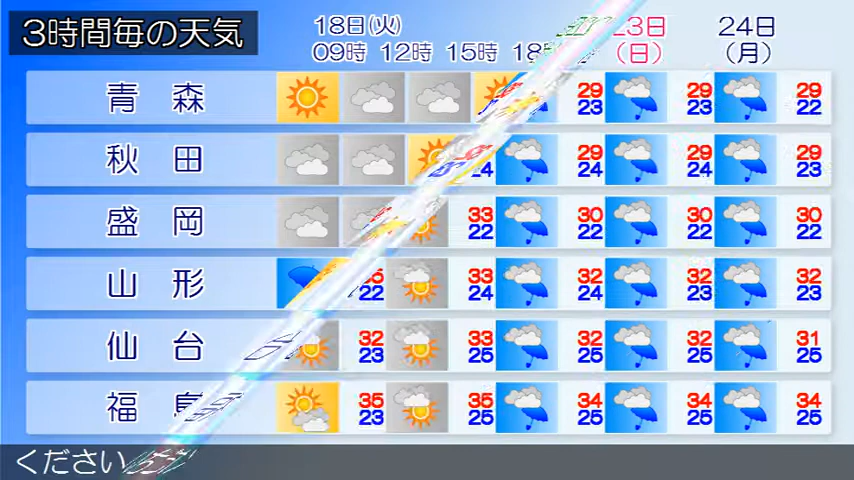 3時間毎の天気
18日(火)
23日 24日
09時 12時 15時 18時
(日) (月)
青森 29 23 29 23 29 22
秋田 24 29 24 29 24 29 23
盛岡 33 22 30 22 30 22 30 22
山形 22 33 24 32 24 32 23 32 23
仙台 32 23 33 25 32 25 32 25 31 25
福島 35 23 35 25 34 25 34 25 34 25
ください